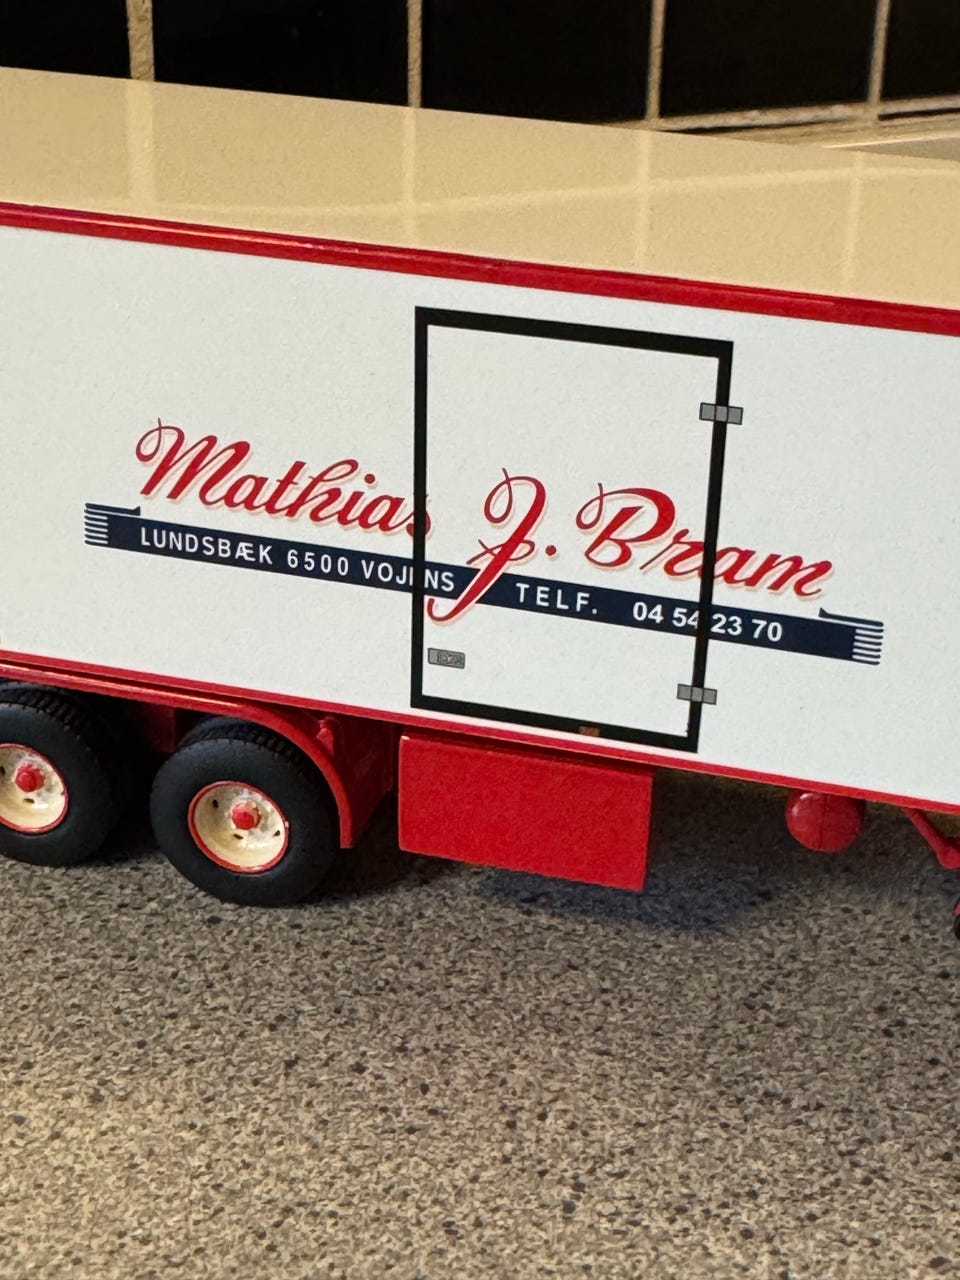 Mathias J. Bram
LUNDSBÆK 6500 VOJENS TELF. 04 54 23 70